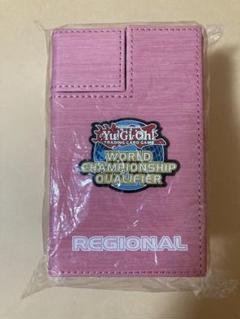 Yu-Gi-Oh!
TRADING CARD GAME
WORLD
CHAMPIONSHIP
QUALIFIER
REGIONAL